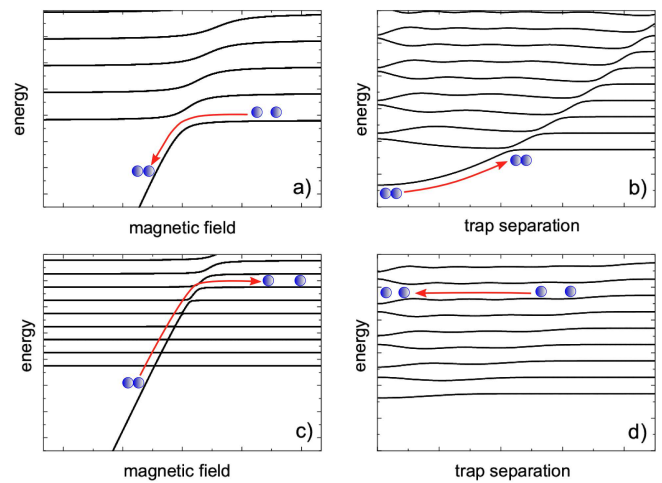 energy
a)
magnetic field
energy
b)
trap separation
energy
c)
magnetic field
energy
d)
trap separation